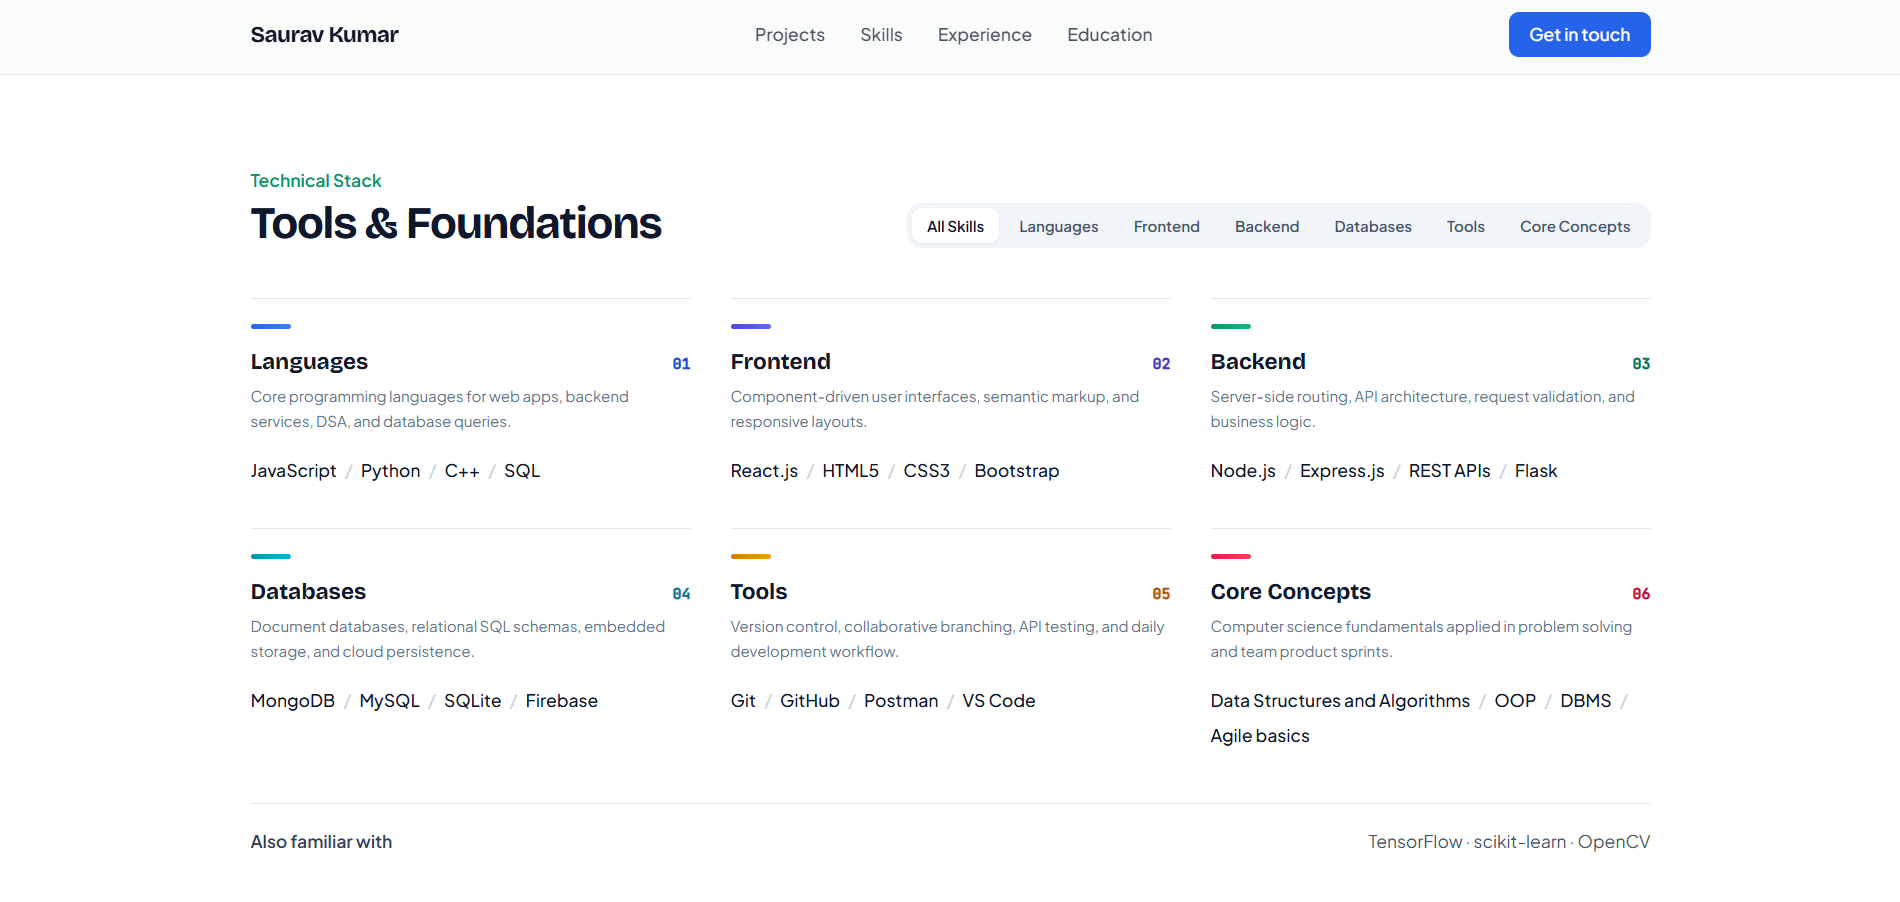 Saurav Kumar
Projects
Skills
Experience
Education
Get in touch
Technical Stack
Tools & Foundations
All Skills
Languages
Frontend
Backend
Databases
Tools
Core Concepts
Languages
01
Core programming languages for web apps, backend
services, DSA, and database queries.
JavaScript / Python / C++ / SQL
Frontend
02
Component-driven user interfaces, semantic markup, and
responsive layouts.
React.js / HTML5 / CSS3 / Bootstrap
Backend
03
Server-side routing, API architecture, request validation, and
business logic.
Node.js / Express.js / REST APIs / Flask
Databases
04
Document databases, relational SQL schemas, embedded
storage, and cloud persistence.
MongoDB / MySQL / SQLite / Firebase
Tools
05
Version control, collaborative branching, API testing, and daily
development workflow.
Git / GitHub / Postman / VS Code
Core Concepts
06
Computer science fundamentals applied in problem solving
and team product sprints.
Data Structures and Algorithms / OOP / DBMS /
Agile basics
Also familiar with
TensorFlow · scikit-learn · OpenCV